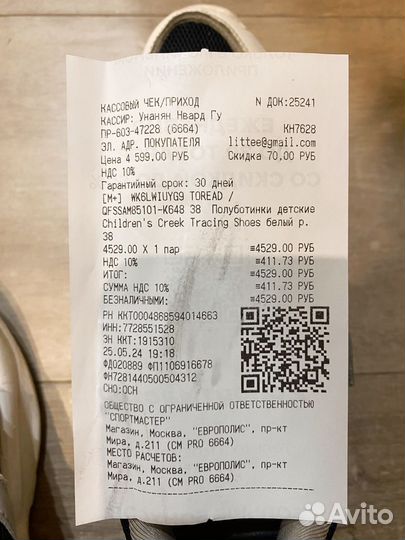 КАССОВЫЙ ЧЕК/ПРИХОД N ДОК:25241
КАССИР: Унанян Нвард Гу
ПР-603-47228 (6664) КН7628
ЭЛ. АДР. ПОКУПАТЕЛЯ littee@gmail.com
Цена 4 599.00 РУБ Скидка 70,00 РУБ
НДС 10%
Гарантийный срок: 30 дней
[М+] WK6LWIUYG9 TOREAD /
QFSSAM85101-K648 38 Полуботинки детские
Children's Creek Tracing Shoes белый р.
38
4529.00 X 1 пар ≡4529.00 РУБ
НДС 10% ≡411.73 РУБ
ИТОГ: ≡4529.00 РУБ
СУММА НДС 10% ≡411.73 РУБ
БЕЗНАЛИЧНЫМИ: ≡4529.00 РУБ
РН ККТ0004868594014663
ИНН:7728551528
ЗН ККТ:1915310
25.05.24 19:18
ФД020889 ФП1106916678
ФН7281440500504312
СНО:ОСН
ОБЩЕСТВО С ОГРАНИЧЕННОЙ ОТВЕТСТВЕННОСТЬЮ
"СПОРТМАСТЕР"
Магазин, Москва, "ЕВРОПОЛИС", пр-кт
Мира, д.211 (СМ PRO 6664)
МЕСТО РАСЧЕТОВ:
Магазин, Москва, "ЕВРОПОЛИС", пр-кт
Мира, д.211 (СМ PRO 6664)
Avito